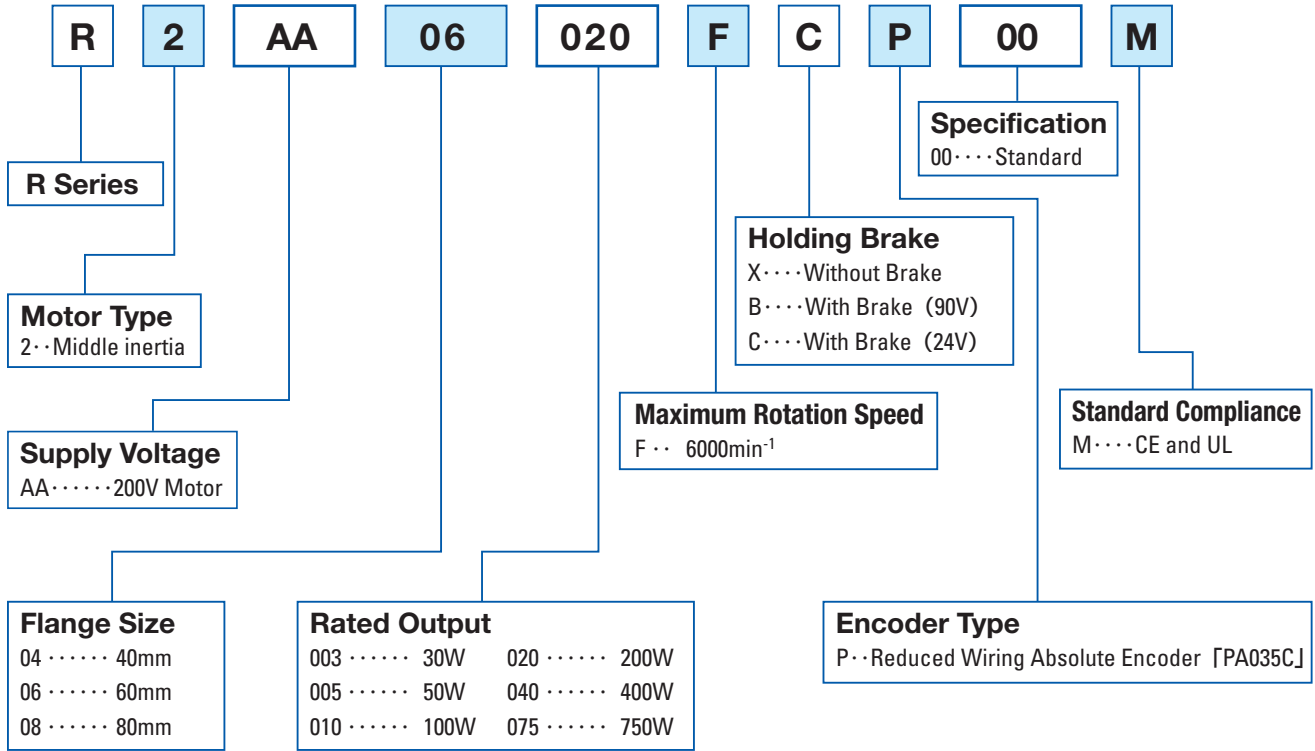 R 2 AA 06 020 F C P 00 M
Specification
00····Standard
R Series
Holding Brake
X····Without Brake
B····With Brake（90V）
C····With Brake（24V）
Motor Type
2··Middle inertia
Maximum Rotation Speed
F·· 6000min⁻¹
Standard Compliance
M····CE and UL
Supply Voltage
AA······200V Motor
Flange Size
04 ······ 40mm
06 ······ 60mm
08 ······ 80mm
Rated Output
003 ······ 30W 020 ······ 200W
005 ······ 50W 040 ······ 400W
010 ······ 100W 075 ······ 750W
Encoder Type
P··Reduced Wiring Absolute Encoder「PA035C」